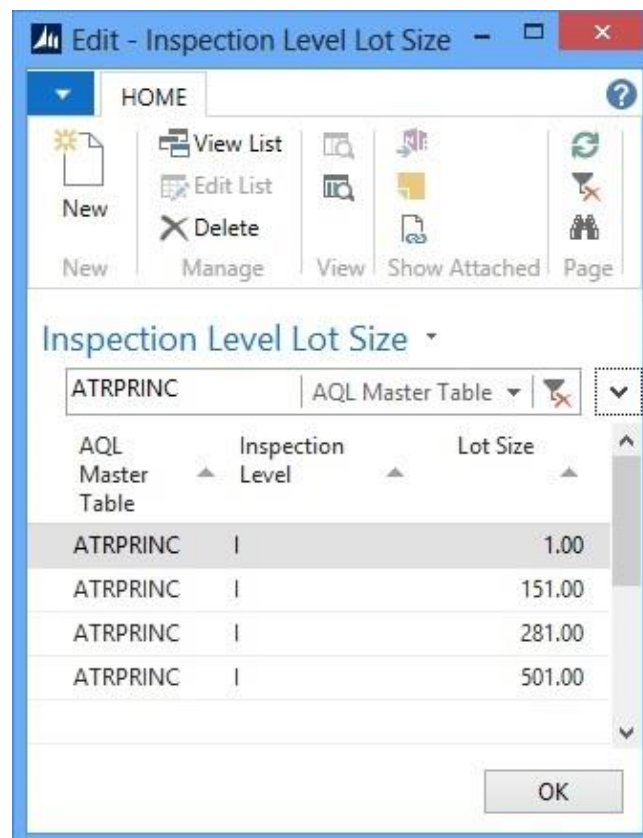 Edit - Inspection Level Lot Size
HOME
New
View List
Edit List
Delete
New
Manage
View
Show Attached
Page
Inspection Level Lot Size
ATRPRINC
AQL Master Table
AQL Master Table
Inspection Level
Lot Size
ATRPRINC I 1.00
ATRPRINC I 151.00
ATRPRINC I 281.00
ATRPRINC I 501.00
OK